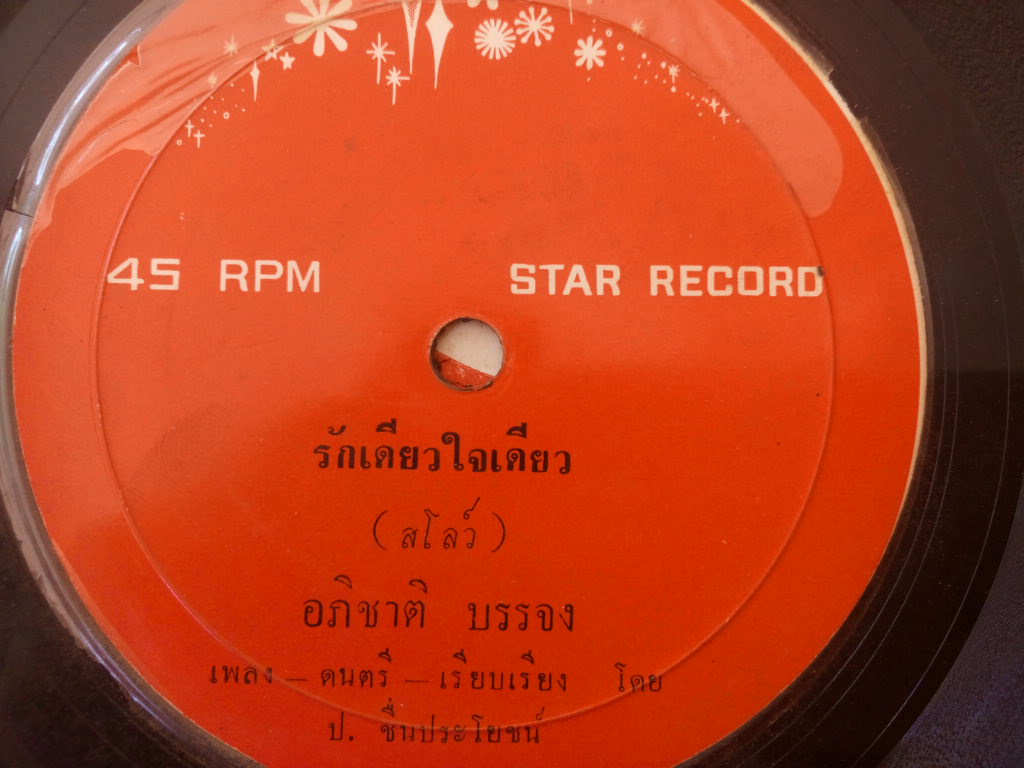 45 RPM STAR RECORD
รักเดียวใจเดียว
(สโลว์)
อภิชาติ บรรจง
เพลง - ดนตรี - เรียบเรียง โดย
ป. ชื่นประโยชน์